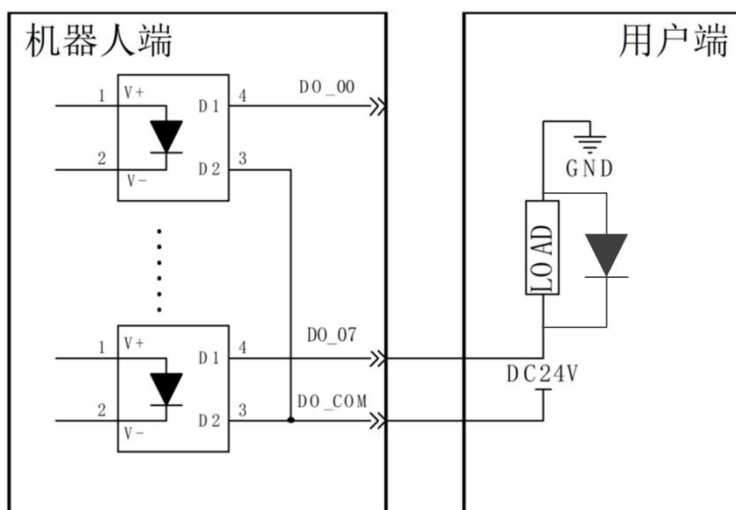 机器人端
用户端
1 V+ D1 4 DO_00
2 V- D2 3
GND
LOAD
1 V+ D1 4 DO_07
DC24V
2 V- D2 3 DO_COM